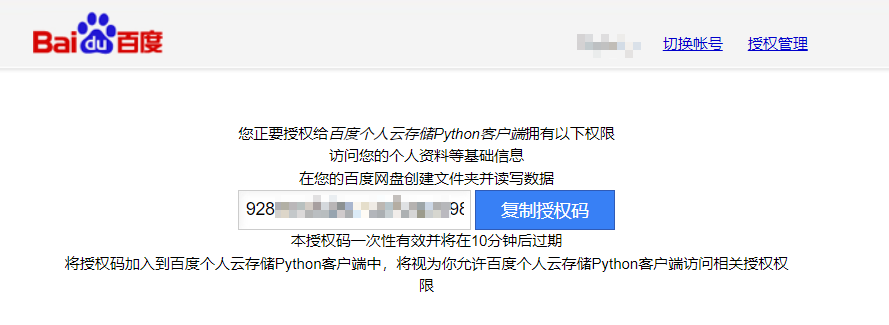 Bai du 百度
切换帐号 授权管理
您正要授权给百度个人云存储Python客户端拥有以下权限
访问您的个人资料等基础信息
在您的百度网盘创建文件夹并读写数据
928 98 复制授权码
本授权码一次性有效并将在10分钟后过期
将授权码加入到百度个人云存储Python客户端中，将视为你允许百度个人云存储Python客户端访问相关授权权
限